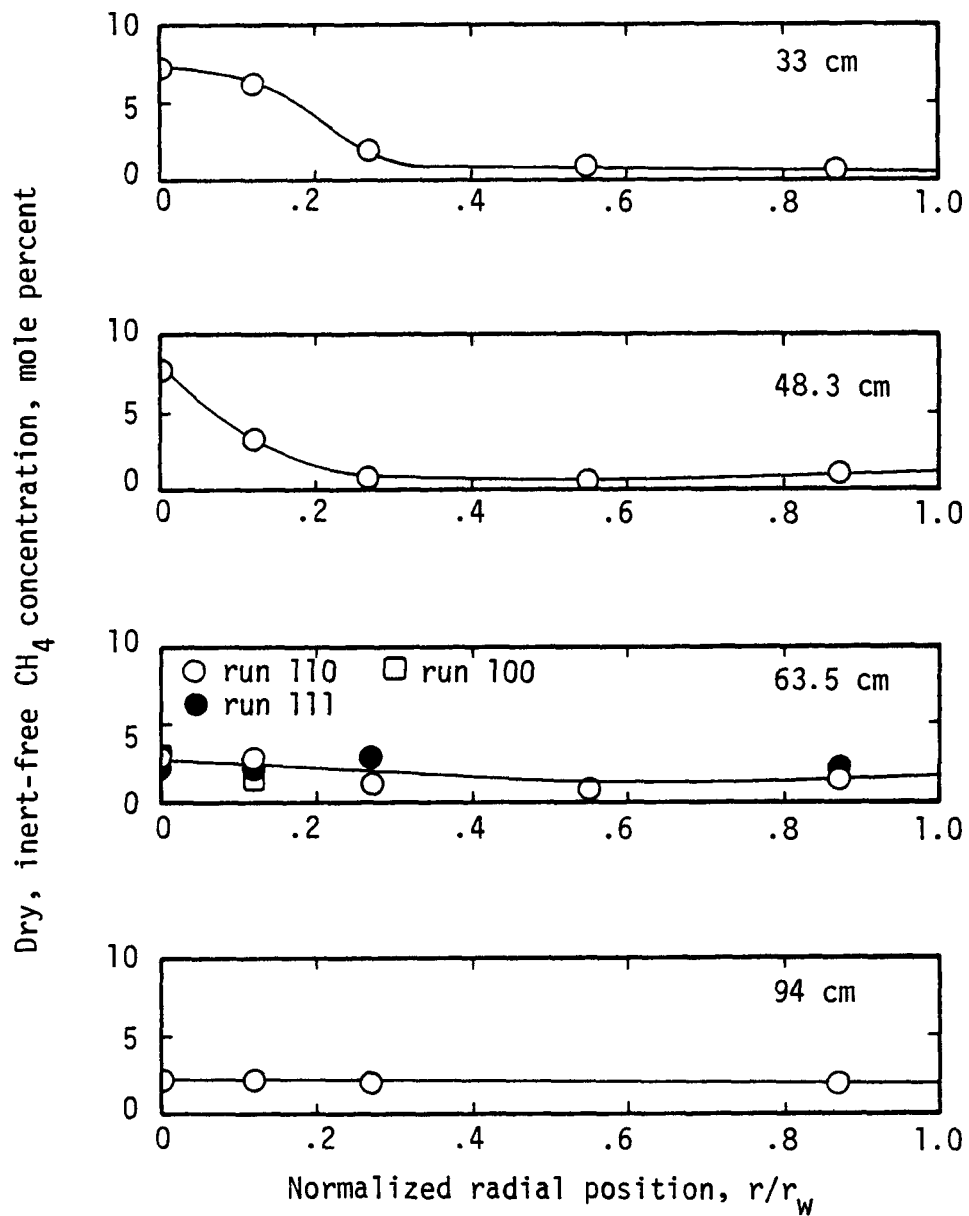 Dry, inert-free CH4 concentration, mole percent
10
33 cm
5
0
0 .2 .4 .6 .8 1.0
10
48.3 cm
5
0
0 .2 .4 .6 .8 1.0
10
run 110 run 100 63.5 cm
run 111
5
0
0 .2 .4 .6 .8 1.0
10
94 cm
5
0
0 .2 .4 .6 .8 1.0
Normalized radial position, r/rw